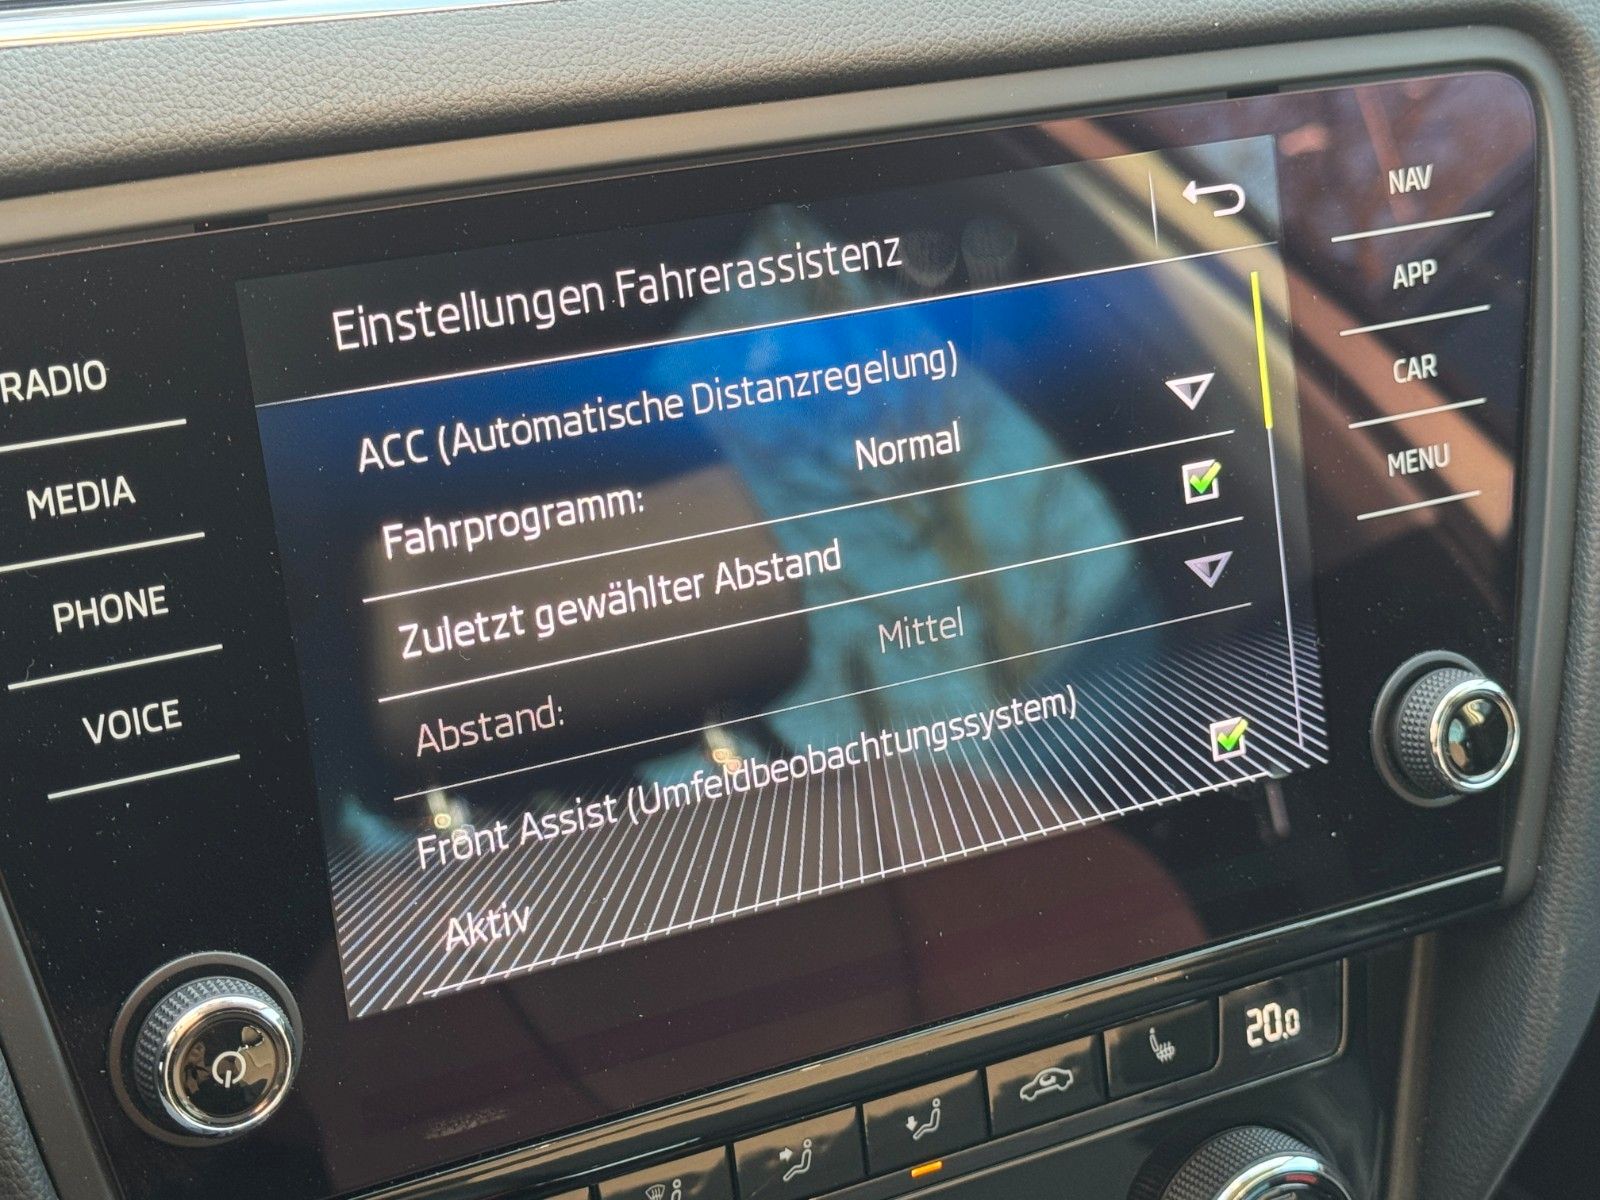 Einstellungen Fahrerassistenz
ACC (Automatische Distanzregelung)
Fahrprogramm: Normal
Zuletzt gewählter Abstand
Abstand: Mittel
Front Assist (Umfeldbeobachtungssystem)
Aktiv
RADIO
MEDIA
PHONE
VOICE
NAV
APP
CAR
MENU
20.0